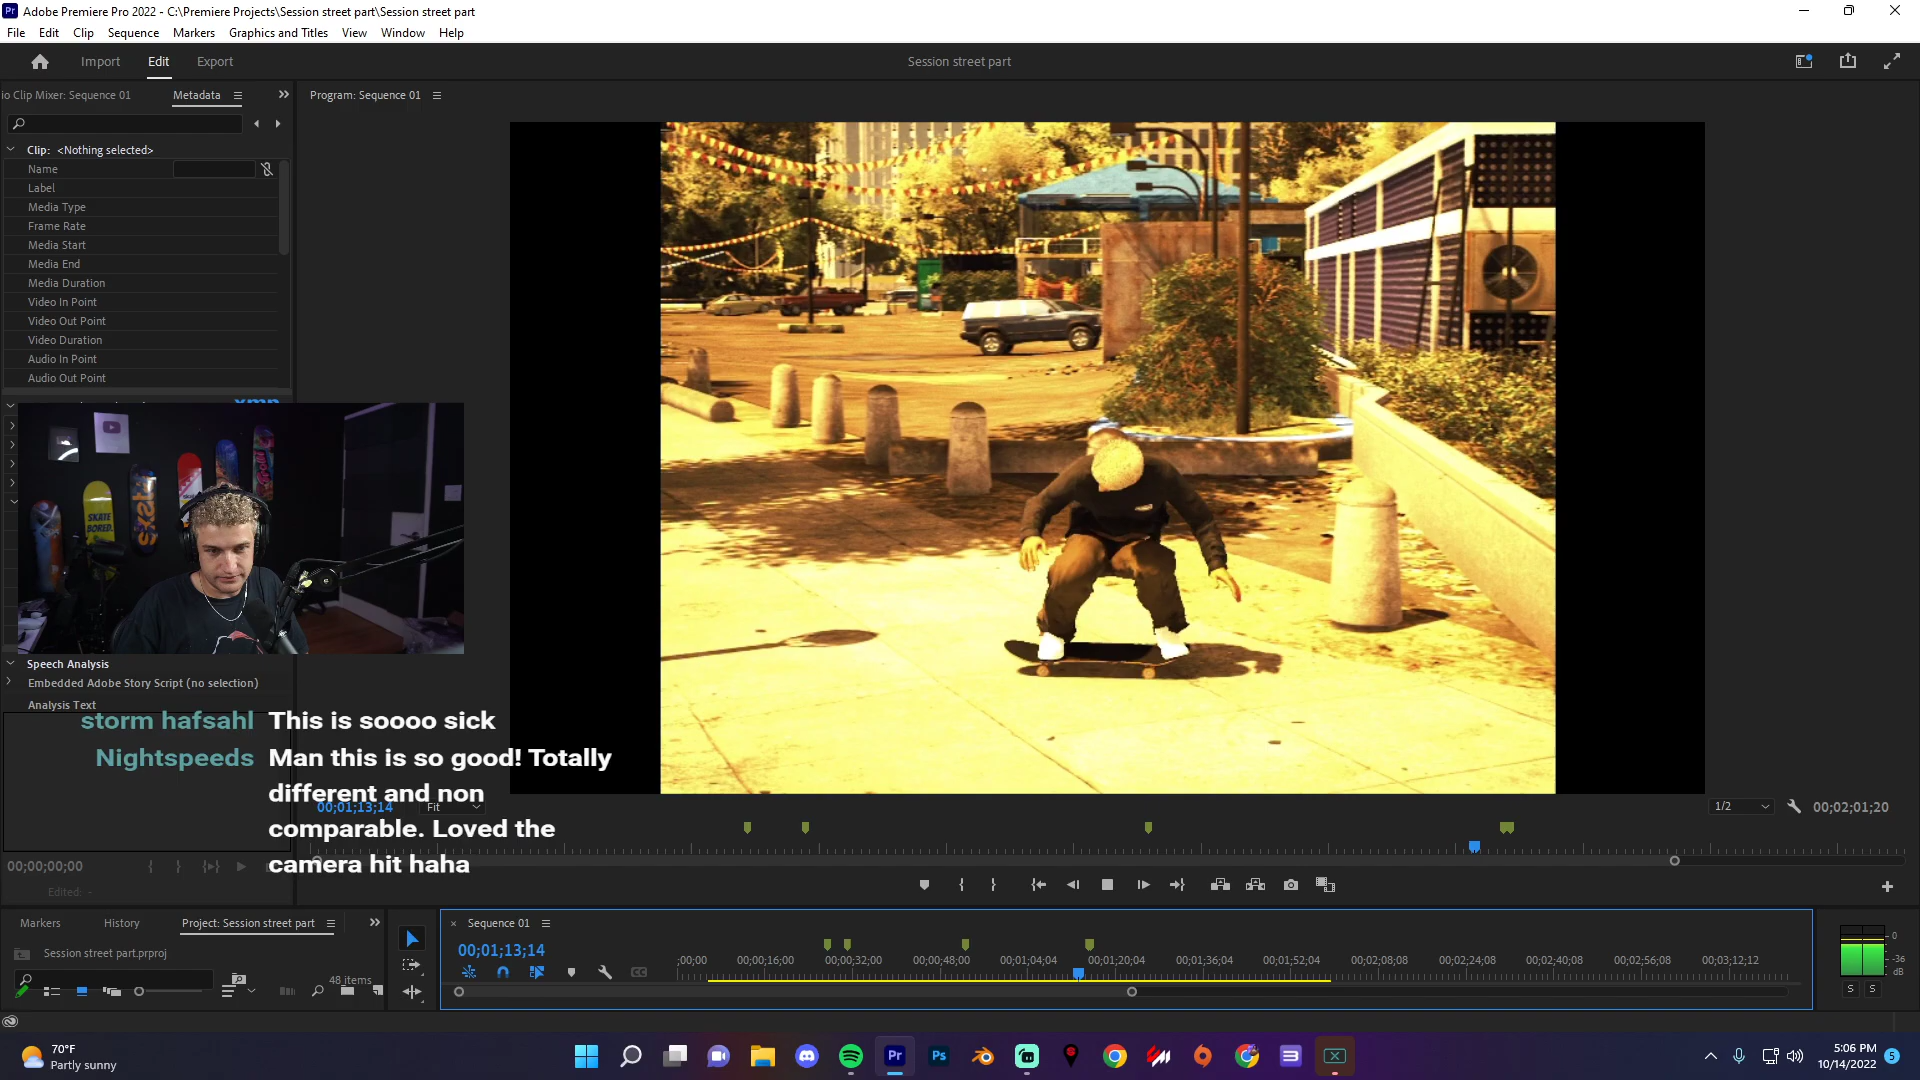 Adobe Premiere Pro 2022 - C:\Premiere Projects\Session street part\Session street part
File Edit Clip Sequence Markers Graphics and Titles View Window Help
Import Edit Export
Session street part
io Clip Mixer: Sequence 01
Metadata
Program: Sequence 01
Clip: <Nothing selected>
Name
Label
Media Type
Frame Rate
Media Start
Media End
Media Duration
Video In Point
Video Out Point
Video Duration
Audio In Point
Audio Out Point
xmp
SKATE
BORED.
Speech Analysis
Embedded Adobe Story Script (no selection)
Analysis Text
storm hafsahl This is soooo sick
Nightspeeds Man this is so good! Totally
different and non
comparable. Loved the
camera hit haha
00;01;13;14
Fit
1/2
00;02;01;20
00;00;00;00
Edited: -
Markers History Project: Session street part
Session street part.prproj
48 items
Sequence 01
00;01;13;14
;00;00 00;00;16;00 00;00;32;00 00;00;48;00 00;01;04;04 00;01;20;04 00;01;36;04 00;01;52;04 00;02;08;08 00;02;24;08 00;02;40;08 00;02;56;08 00;03;12;12
0
-36
dB
S S
70°F
Partly sunny
Pr
Ps
5:06 PM
10/14/2022
5